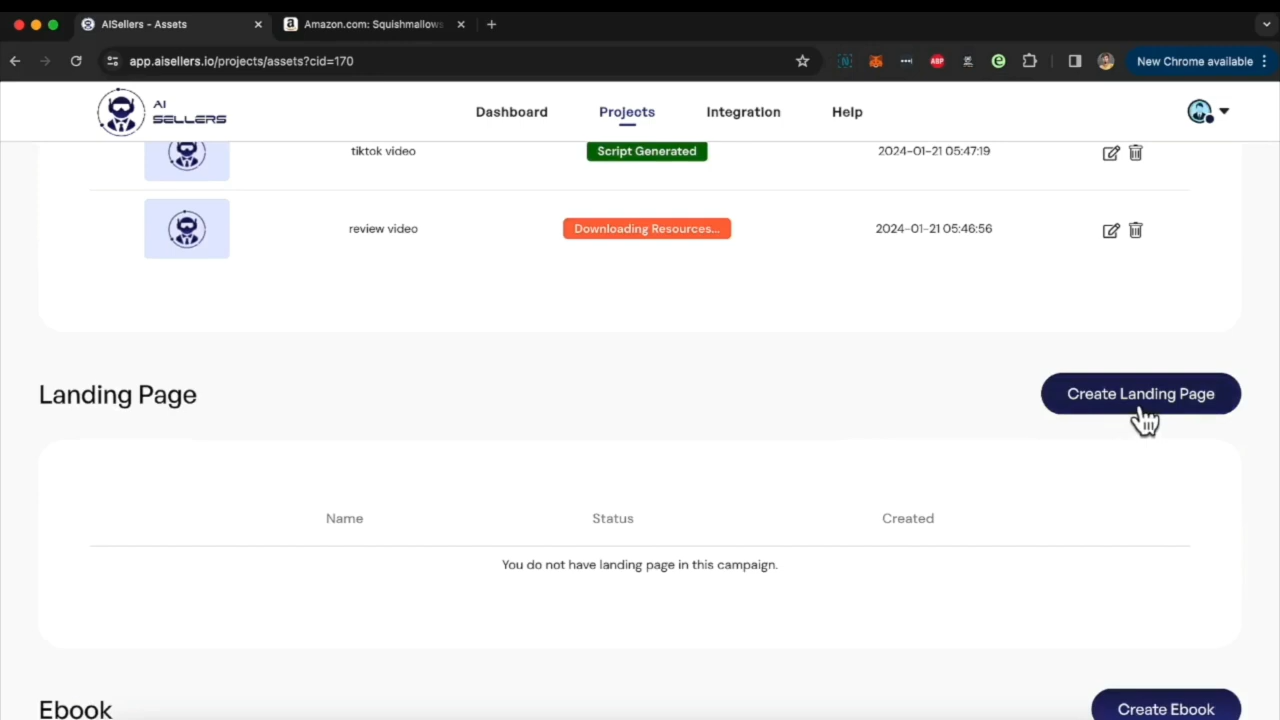 AISellers - Assets
Amazon.com: Squishmallows
app.aisellers.io/projects/assets?cid=170
ABP
New Chrome available
AI
SELLERS
Dashboard
Projects
Integration
Help
tiktok video
Script Generated
2024-01-21 05:47:19
review video
Downloading Resources...
2024-01-21 05:46:56
Landing Page
Create Landing Page
Name
Status
Created
You do not have landing page in this campaign.
Ebook
Create Ebook